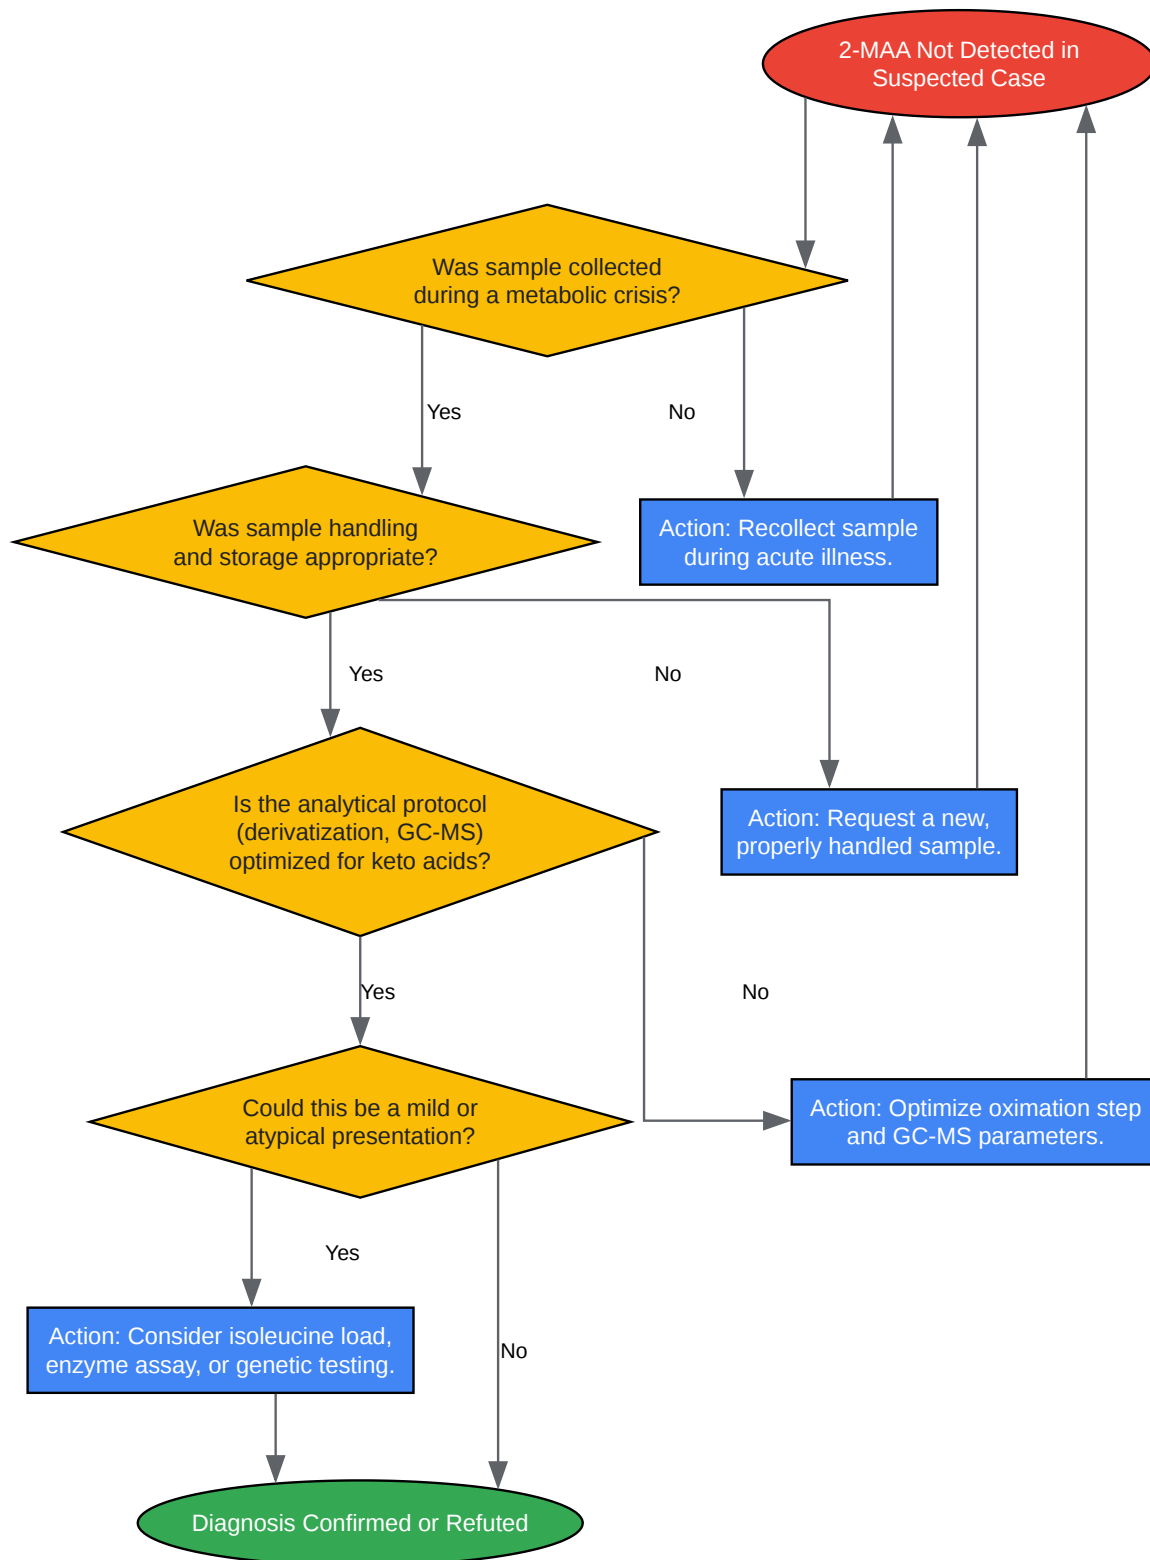 2-MAA Not Detected in
Suspected Case
Was sample collected
during a metabolic crisis?
Yes
No
Was sample handling
and storage appropriate?
Action: Recollect sample
during acute illness.
Yes
No
Is the analytical protocol
(derivatization, GC-MS)
optimized for keto acids?
Action: Request a new,
properly handled sample.
Yes
No
Could this be a mild or
atypical presentation?
Action: Optimize oximation step
and GC-MS parameters.
Yes
No
Action: Consider isoleucine load,
enzyme assay, or genetic testing.
Diagnosis Confirmed or Refuted